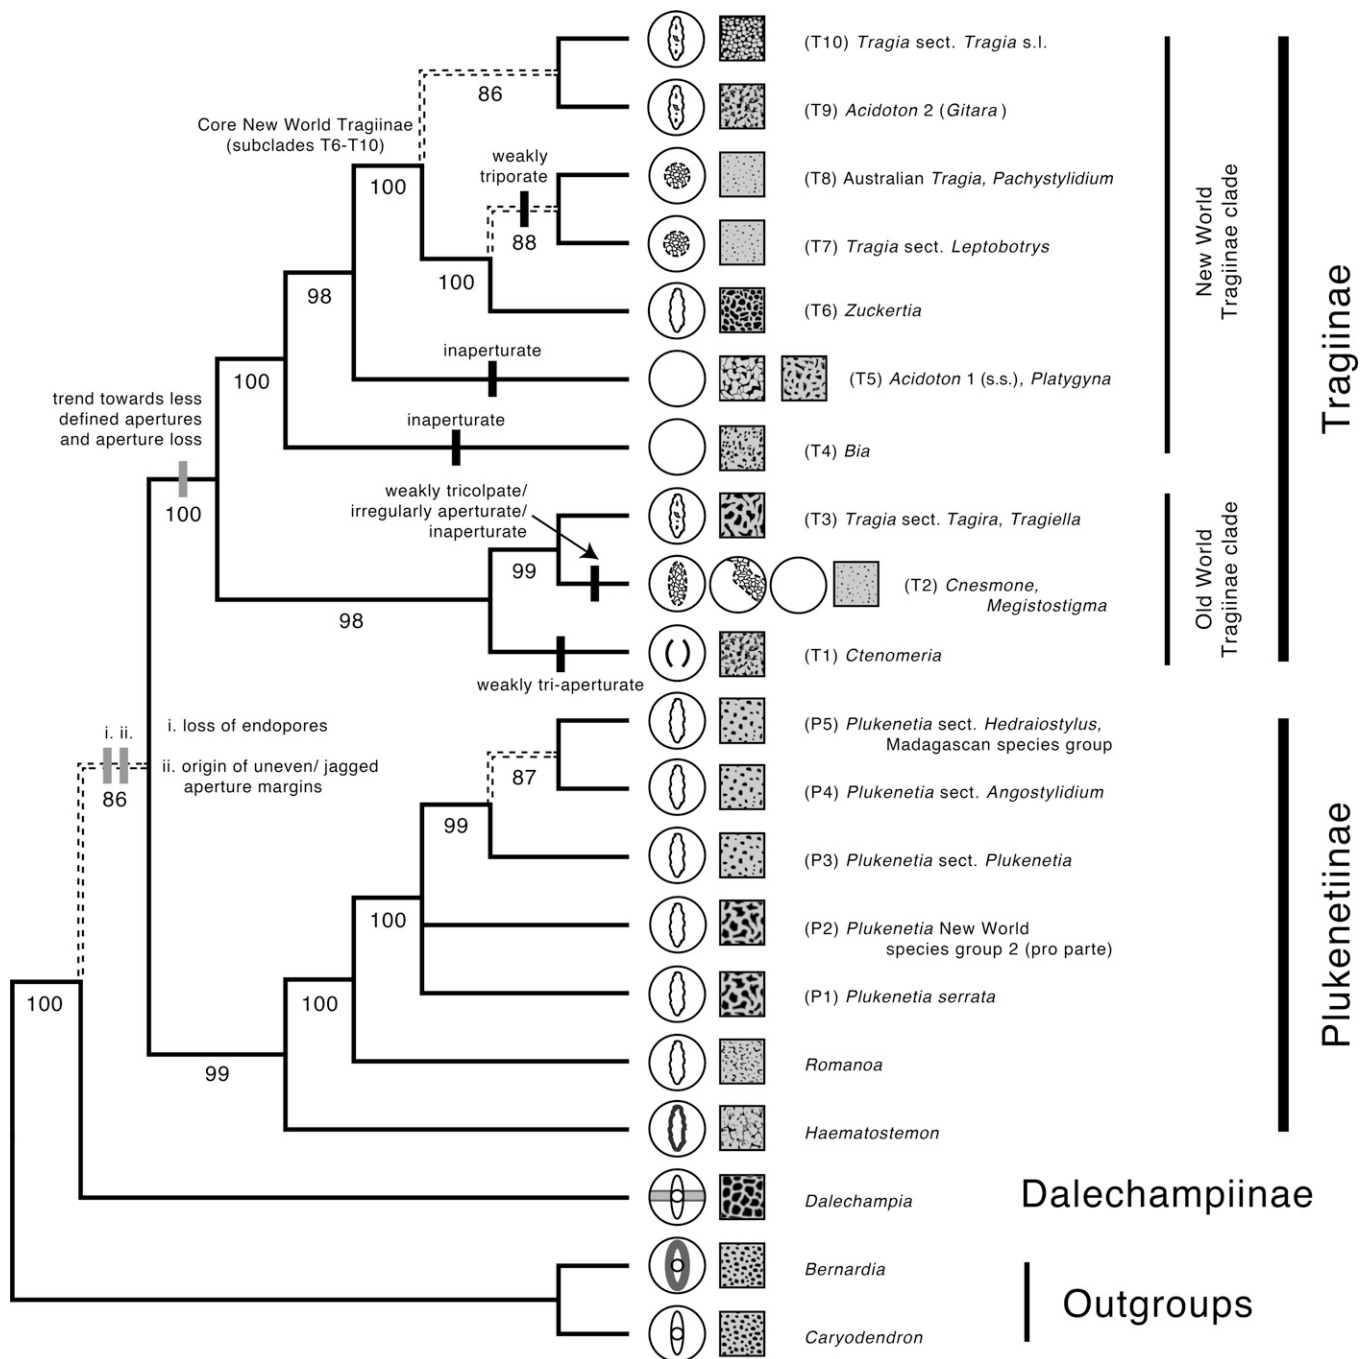 (T10) Tragia sect. Tragia s.l.
86
(T9) Acidoton 2 (Gitara)
Core New World Tragiinae
(subclades T6-T10)
100
weakly
triporate
88
(T8) Australian Tragia, Pachystylidium
(T7) Tragia sect. Leptobotrys
100
98
(T6) Zuckertia
inaperturate
(T5) Acidoton 1 (s.s.), Platygyna
100
trend towards less
defined apertures
and aperture loss
100
inaperturate
(T4) Bia
New World
Tragiinae clade
weakly tricolpate/
irregularly aperturate/
inaperturate
(T3) Tragia sect. Tagira, Tragiella
99
(T2) Cnesmone,
Megistostigma
98
(T1) Ctenomeria
weakly tri-aperturate
Old World
Tragiinae clade
Tragiinae
i. ii.
86
i. loss of endopores
ii. origin of uneven/ jagged
aperture margins
(P5) Plukenetia sect. Hedraiostylus,
Madagascan species group
87
(P4) Plukenetia sect. Angostylidium
99
(P3) Plukenetia sect. Plukenetia
100
(P2) Plukenetia New World
species group 2 (pro parte)
(P1) Plukenetia serrata
100
100
Romanoa
99
Haematostemon
Plukenetiinae
Dalechampia
Dalechampiinae
Bernardia
Outgroups
Caryodendron